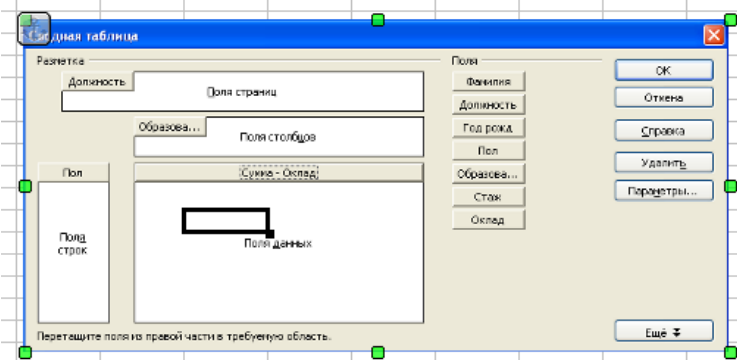 Сводная таблица
Разметка
Должность
Поля страниц
Образова...
Поля столбцов
Пол
Сумма - Оклад
Поля строк
Поля данных
Перетащите поля из правой части в требуемую область.
Поля
Фамилия
Должность
Год рожд
Пол
Образова...
Стаж
Оклад
ОК
Отмена
Справка
Удалить
Параметры...
Ещё